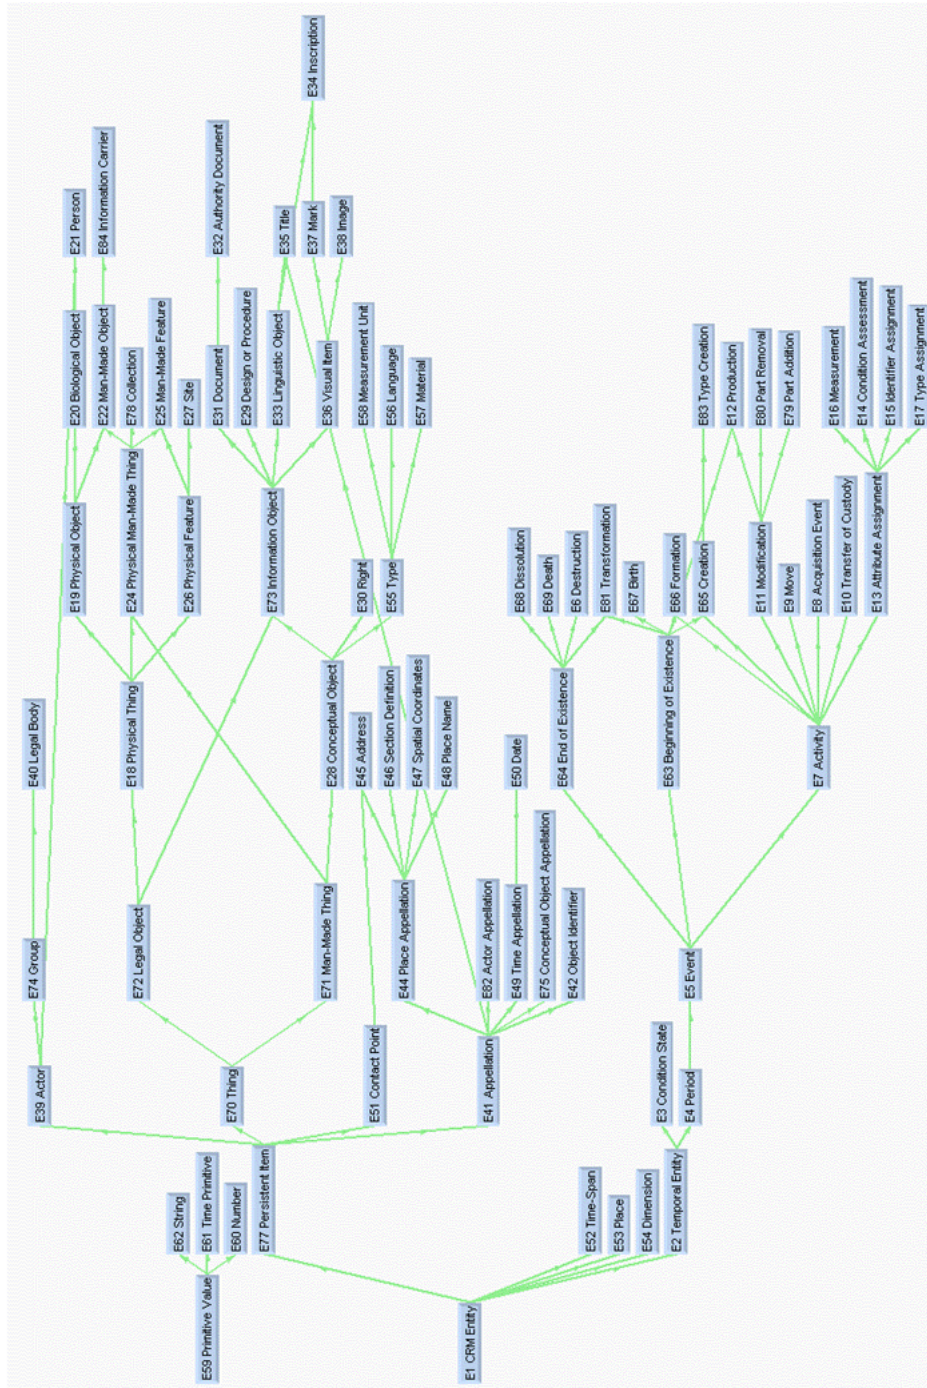 E59 Primitive Value
E1 CRM Entity
E62 String
E61 Time Primitive
E60 Number
E77 Persistent Item
E52 Time-Span
E53 Place
E54 Dimension
E2 Temporal Entity
E39 Actor
E70 Thing
E51 Contact Point
E41 Appellation
E3 Condition State
E4 Period
E74 Group
E72 Legal Object
E71 Man-Made Thing
E44 Place Appellation
E82 Actor Appellation
E49 Time Appellation
E75 Conceptual Object Appellation
E42 Object Identifier
E5 Event
E40 Legal Body
E18 Physical Thing
E28 Conceptual Object
E45 Address
E46 Section Definition
E47 Spatial Coordinates
E48 Place Name
E50 Date
E64 End of Existence
E63 Beginning of Existence
E7 Activity
E19 Physical Object
E24 Physical Man-Made Thing
E26 Physical Feature
E73 Information Object
E30 Right
E55 Type
E68 Dissolution
E69 Death
E6 Destruction
E81 Transformation
E67 Birth
E66 Formation
E65 Creation
E11 Modification
E9 Move
E8 Acquisition Event
E10 Transfer of Custody
E13 Attribute Assignment
E20 Biological Object
E22 Man-Made Object
E78 Collection
E25 Man-Made Feature
E27 Site
E31 Document
E29 Design or Procedure
E33 Linguistic Object
E36 Visual Item
E58 Measurement Unit
E56 Language
E57 Material
E83 Type Creation
E12 Production
E80 Part Removal
E79 Part Addition
E16 Measurement
E14 Condition Assessment
E15 Identifier Assignment
E17 Type Assignment
E21 Person
E84 Information Carrier
E32 Authority Document
E35 Title
E37 Mark
E38 Image
E34 Inscription